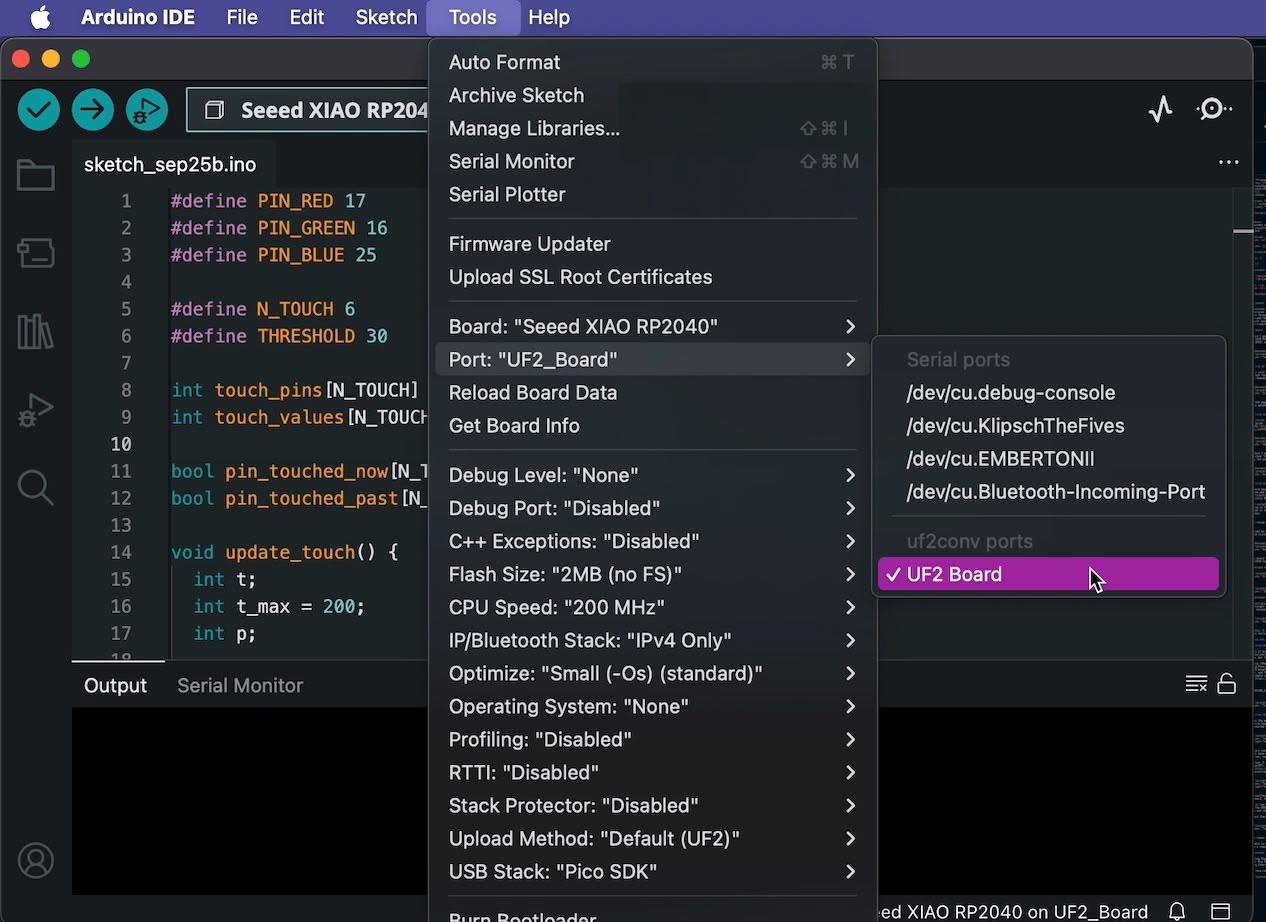 Arduino IDE File Edit Sketch Tools Help
Seeed XIAO RP204
sketch_sep25b.ino
1 #define PIN_RED 17
2 #define PIN_GREEN 16
3 #define PIN_BLUE 25
4
5 #define N_TOUCH 6
6 #define THRESHOLD 30
7
8 int touch_pins[N_TOUCH]
9 int touch_values[N_TOUCH
10
11 bool pin_touched_now[N_T
12 bool pin_touched_past[N_
13
14 void update_touch() {
15 int t;
16 int t_max = 200;
17 int p;
18
Output Serial Monitor
Auto Format ⌘ T
Archive Sketch
Manage Libraries... ⇧ ⌘ I
Serial Monitor ⇧ ⌘ M
Serial Plotter
Firmware Updater
Upload SSL Root Certificates
Board: "Seeed XIAO RP2040"
Port: "UF2_Board"
Reload Board Data
Get Board Info
Debug Level: "None"
Debug Port: "Disabled"
C++ Exceptions: "Disabled"
Flash Size: "2MB (no FS)"
CPU Speed: "200 MHz"
IP/Bluetooth Stack: "IPv4 Only"
Optimize: "Small (-Os) (standard)"
Operating System: "None"
Profiling: "Disabled"
RTTI: "Disabled"
Stack Protector: "Disabled"
Upload Method: "Default (UF2)"
USB Stack: "Pico SDK"
Burn Bootloader
Serial ports
/dev/cu.debug-console
/dev/cu.KlipschTheFives
/dev/cu.EMBERTONII
/dev/cu.Bluetooth-Incoming-Port
uf2conv ports
✓ UF2 Board
eed XIAO RP2040 on UF2_Board